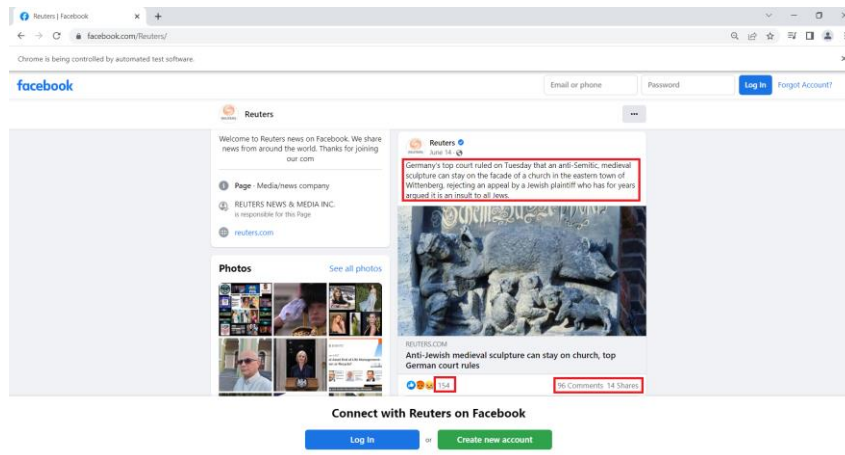 Reuters | Facebook
facebook.com/Reuters/
Chrome is being controlled by automated test software.
facebook
Email or phone
Password
Log In
Forgot Account?
Reuters
Welcome to Reuters news on Facebook. We share
news from around the world. Thanks for joining
our com
Page · Media/news company
REUTERS NEWS & MEDIA INC.
is responsible for this Page
reuters.com
Photos
See all photos
Reuters
June 14 ·
Germany's top court ruled on Tuesday that an anti-Semitic, medieval
sculpture can stay on the facade of a church in the eastern town of
Wittenberg, rejecting an appeal by a Jewish plaintiff who has for years
argued it is an insult to all Jews.
REUTERS.COM
Anti-Jewish medieval sculpture can stay on church, top
German court rules
154
96 Comments 14 Shares
Connect with Reuters on Facebook
Log In
or
Create new account